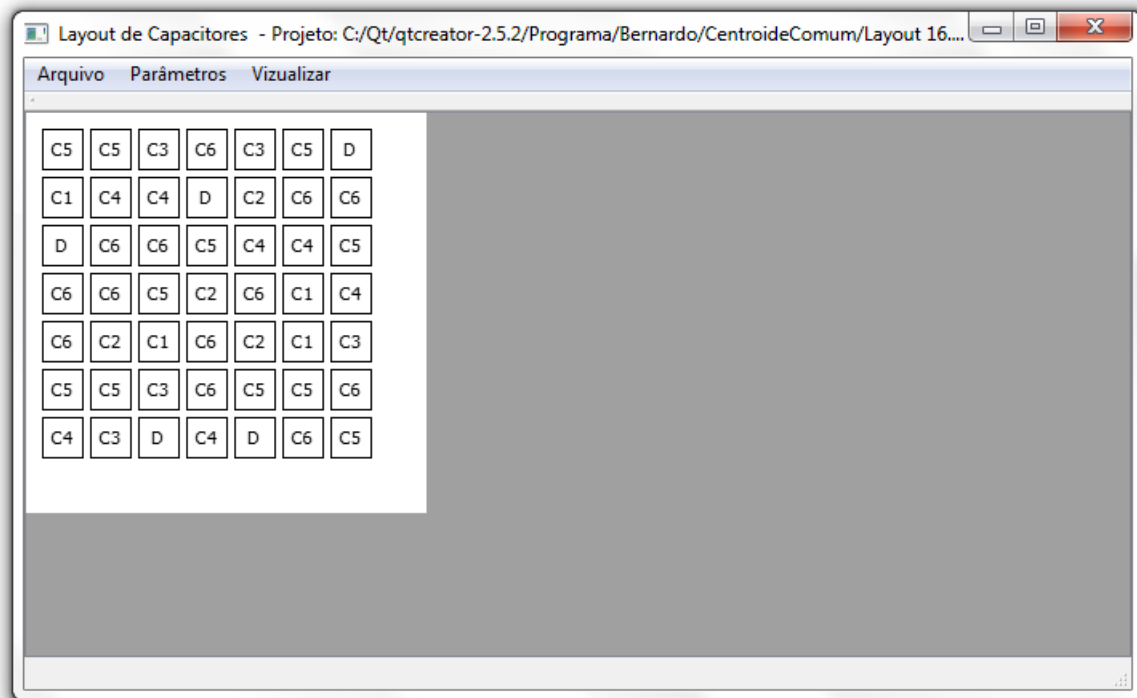 Layout de Capacitores - Projeto: C:/Qt/qtcreator-2.5.2/Programa/Bernardo/CentroideComum/Layout 16....
Arquivo Parâmetros Vizualizar
C5 C5 C3 C6 C3 C5 D
C1 C4 C4 D C2 C6 C6
D C6 C6 C5 C4 C4 C5
C6 C6 C5 C2 C6 C1 C4
C6 C2 C1 C6 C2 C1 C3
C5 C5 C3 C6 C5 C5 C6
C4 C3 D C4 D C6 C5